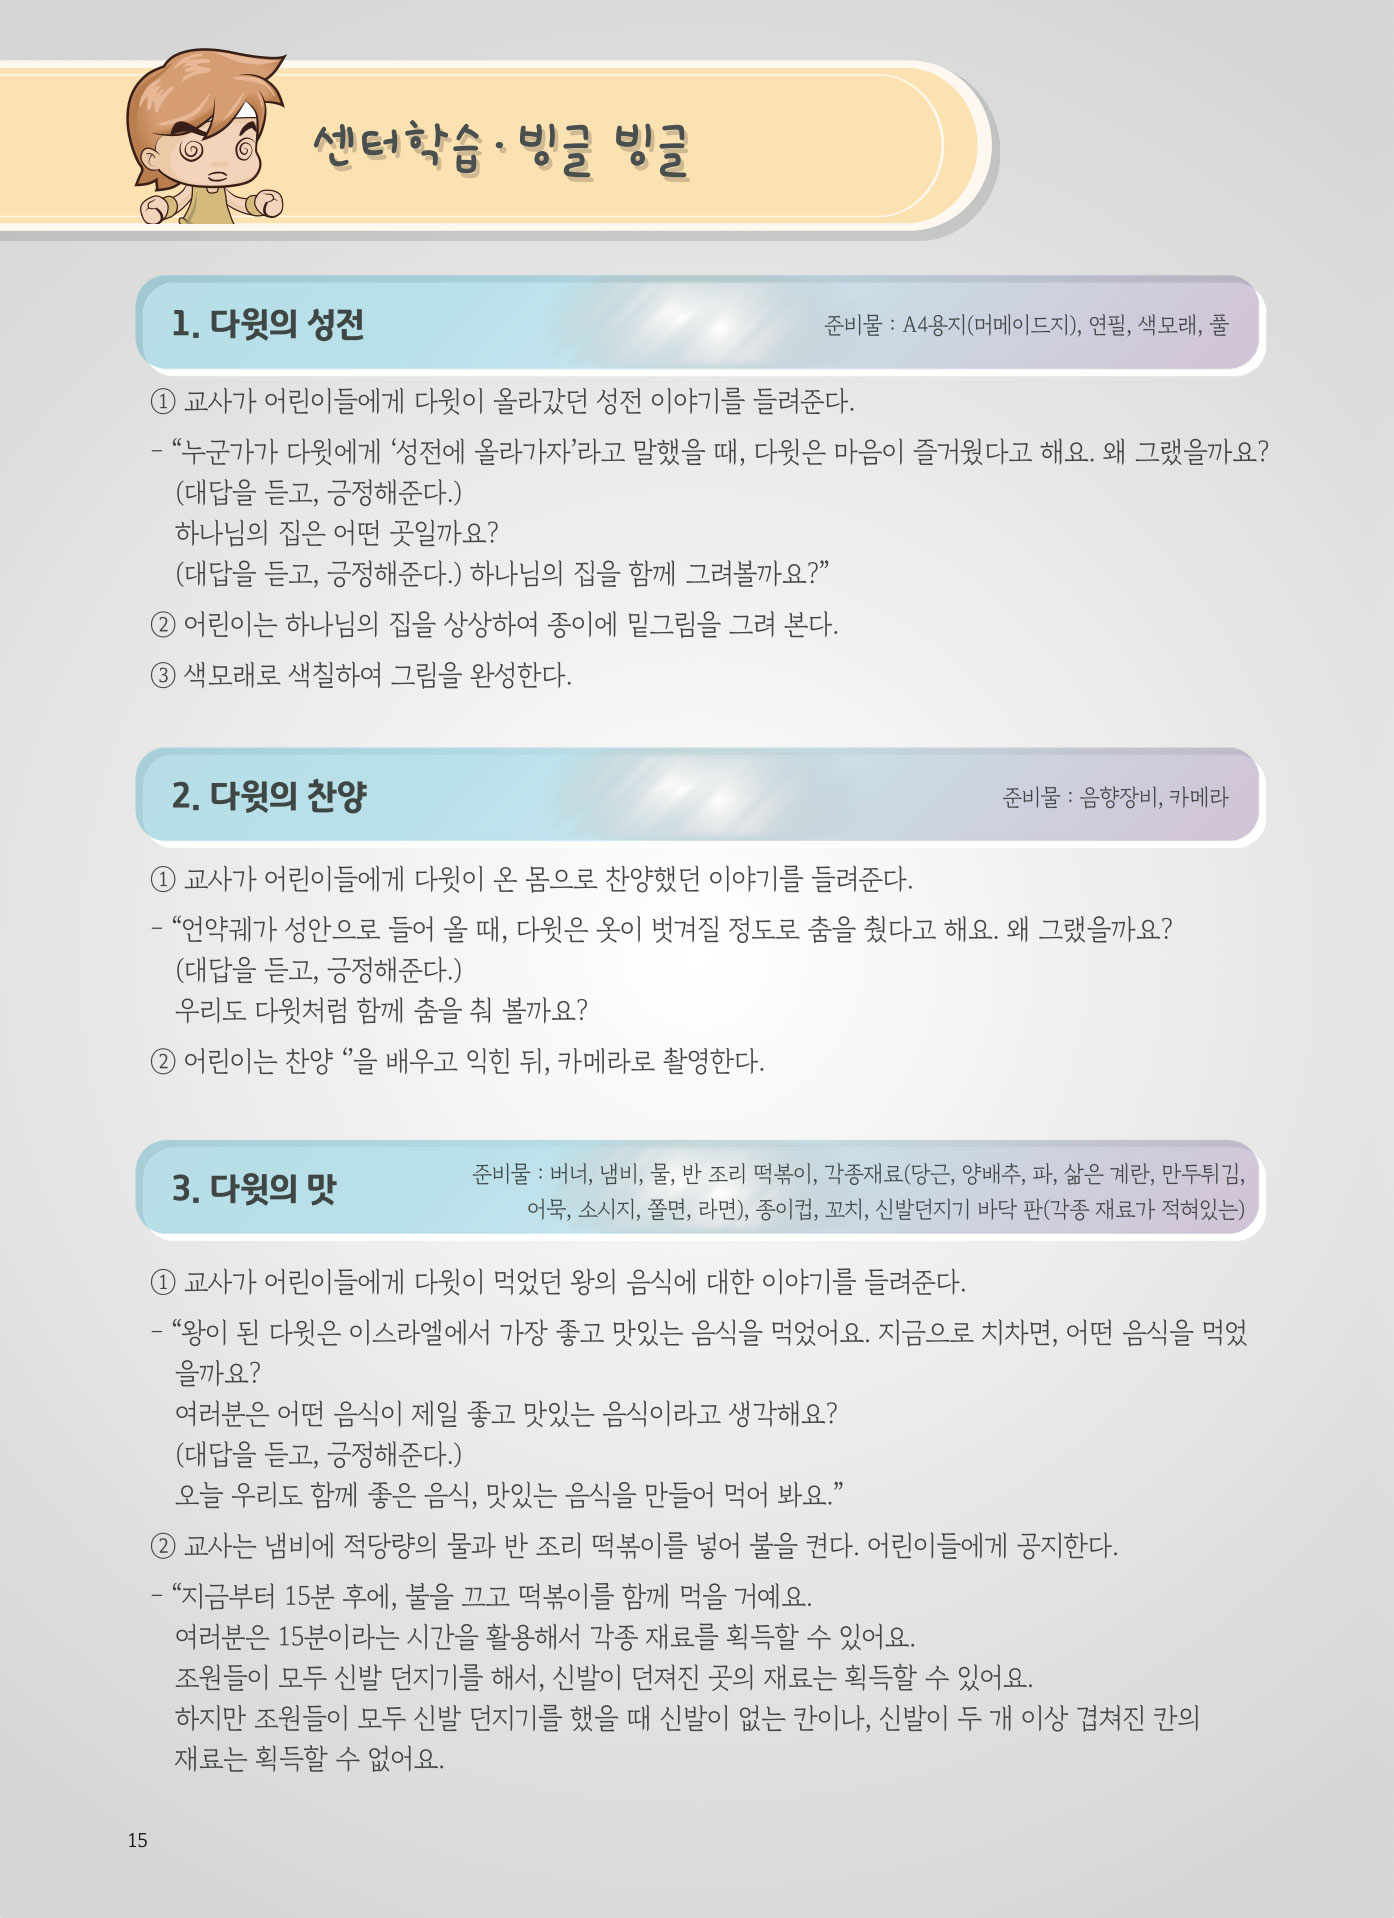 센터학습 · 빙글 빙글
1. 다윗의 성전
준비물 : A4용지(머메이드지), 연필, 색모래, 풀
① 교사가 어린이들에게 다윗이 올라갔던 성전 이야기를 들려준다.
- “누군가가 다윗에게 ‘성전에 올라가자’라고 말했을 때, 다윗은 마음이 즐거웠다고 해요. 왜 그랬을까요?
(대답을 듣고, 긍정해준다.)
하나님의 집은 어떤 곳일까요?
(대답을 듣고, 긍정해준다.) 하나님의 집을 함께 그려볼까요?”
② 어린이는 하나님의 집을 상상하여 종이에 밑그림을 그려 본다.
③ 색모래로 색칠하여 그림을 완성한다.
2. 다윗의 찬양
준비물 : 음향장비, 카메라
① 교사가 어린이들에게 다윗이 온 몸으로 찬양했던 이야기를 들려준다.
- “언약궤가 성안으로 들어 올 때, 다윗은 옷이 벗겨질 정도로 춤을 췄다고 해요. 왜 그랬을까요?
(대답을 듣고, 긍정해준다.)
우리도 다윗처럼 함께 춤을 춰 볼까요?
② 어린이는 찬양 ‘’을 배우고 익힌 뒤, 카메라로 촬영한다.
3. 다윗의 맛
준비물 : 버너, 냄비, 물, 반 조리 떡볶이, 각종재료(당근, 양배추, 파, 삶은 계란, 만두튀김,
어묵, 소시지, 쫄면, 라면), 종이컵, 꼬치, 신발던지기 바닥 판(각종 재료가 적혀있는)
① 교사가 어린이들에게 다윗이 먹었던 왕의 음식에 대한 이야기를 들려준다.
- “왕이 된 다윗은 이스라엘에서 가장 좋고 맛있는 음식을 먹었어요. 지금으로 치차면, 어떤 음식을 먹었
을까요?
여러분은 어떤 음식이 제일 좋고 맛있는 음식이라고 생각해요?
(대답을 듣고, 긍정해준다.)
오늘 우리도 함께 좋은 음식, 맛있는 음식을 만들어 먹어 봐요.”
② 교사는 냄비에 적당량의 물과 반 조리 떡볶이를 넣어 불을 켠다. 어린이들에게 공지한다.
- “지금부터 15분 후에, 불을 끄고 떡볶이를 함께 먹을 거예요.
여러분은 15분이라는 시간을 활용해서 각종 재료를 획득할 수 있어요.
조원들이 모두 신발 던지기를 해서, 신발이 던져진 곳의 재료는 획득할 수 있어요.
하지만 조원들이 모두 신발 던지기를 했을 때 신발이 없는 칸이나, 신발이 두 개 이상 겹쳐진 칸의
재료는 획득할 수 없어요.
15